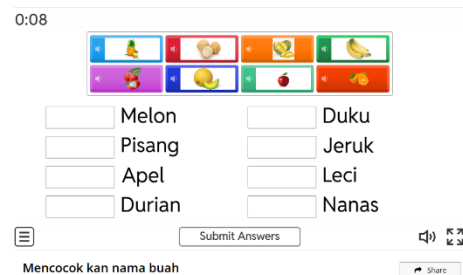 0:08
Melon Duku
Pisang Jeruk
Apel Leci
Durian Nanas
Submit Answers
Mencocok kan nama buah
Share